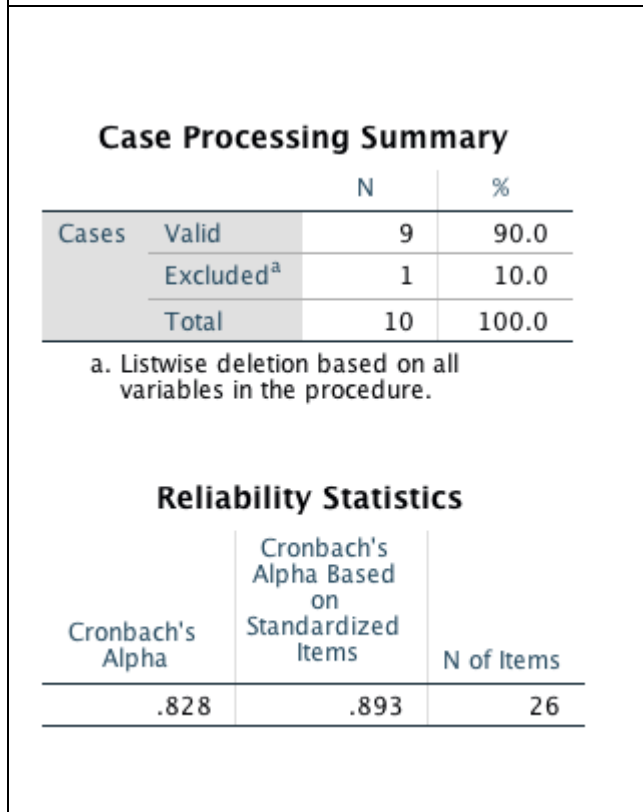 Case Processing Summary
N %
Cases Valid 9 90.0
Excludedᵃ 1 10.0
Total 10 100.0
a. Listwise deletion based on all
variables in the procedure.
Reliability Statistics
Cronbach's
Alpha
Cronbach's
Alpha Based
on
Standardized
Items
N of Items
.828 .893 26